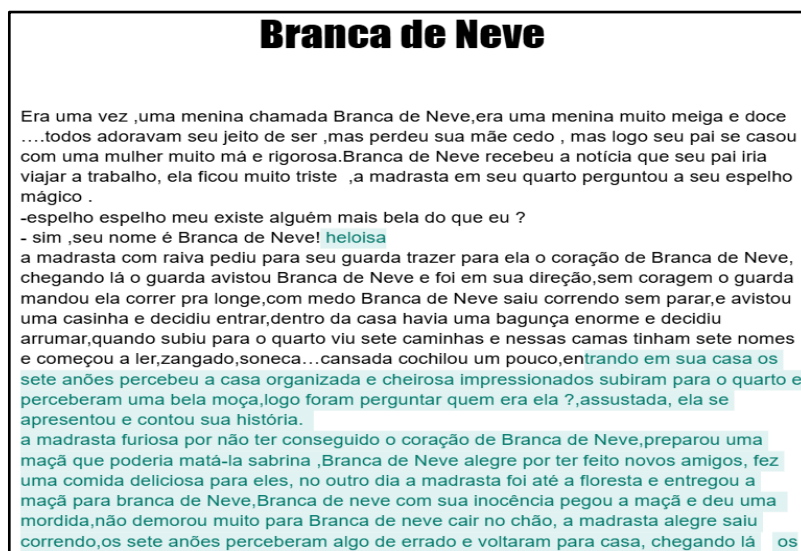 Branca de Neve
Era uma vez ,uma menina chamada Branca de Neve,era uma menina muito meiga e doce
….todos adoravam seu jeito de ser ,mas perdeu sua mãe cedo , mas logo seu pai se casou
com uma mulher muito má e rigorosa.Branca de Neve recebeu a notícia que seu pai iria
viajar a trabalho, ela ficou muito triste  ,a madrasta em seu quarto perguntou a seu espelho
mágico .
-espelho espelho meu existe alguém mais bela do que eu ?
- sim ,seu nome é Branca de Neve! heloisa
a madrasta com raiva pediu para seu guarda trazer para ela o coração de Branca de Neve,
chegando lá o guarda avistou Branca de Neve e foi em sua direção,sem coragem o guarda
mandou ela correr pra longe,com medo Branca de Neve saiu correndo sem parar,e avistou
uma casinha e decidiu entrar,dentro da casa havia uma bagunça enorme e decidiu
arrumar,quando subiu para o quarto viu sete caminhas e nessas camas tinham sete nomes
e começou a ler,zangado,soneca…cansada cochilou um pouco,entrando em sua casa os
sete anões percebeu a casa organizada e cheirosa impressionados subiram para o quarto e
perceberam uma bela moça,logo foram perguntar quem era ela ?,assustada, ela se
apresentou e contou sua história.
a madrasta furiosa por não ter conseguido o coração de Branca de Neve,preparou uma
maçã que poderia matá-la sabrina ,Branca de Neve alegre por ter feito novos amigos, fez
uma comida deliciosa para eles, no outro dia a madrasta foi até a floresta e entregou a
maçã para branca de Neve,Branca de neve com sua inocência pegou a maçã e deu uma
mordida,não demorou muito para Branca de neve cair no chão, a madrasta alegre saiu
correndo,os sete anões perceberam algo de errado e voltaram para casa, chegando lá   os